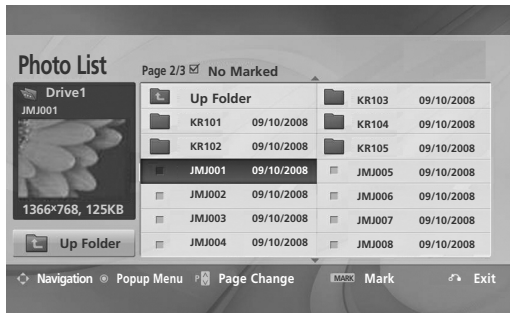 Photo List
Page 2/3 No Marked
Drive1
JMJ001
1366x768, 125KB
Up Folder
Up Folder
KR101 09/10/2008
KR102 09/10/2008
JMJ001 09/10/2008
JMJ002 09/10/2008
JMJ003 09/10/2008
JMJ004 09/10/2008
KR103 09/10/2008
KR104 09/10/2008
KR105 09/10/2008
JMJ005 09/10/2008
JMJ006 09/10/2008
JMJ007 09/10/2008
JMJ008 09/10/2008
Navigation Popup Menu P Page Change MARK Mark Exit